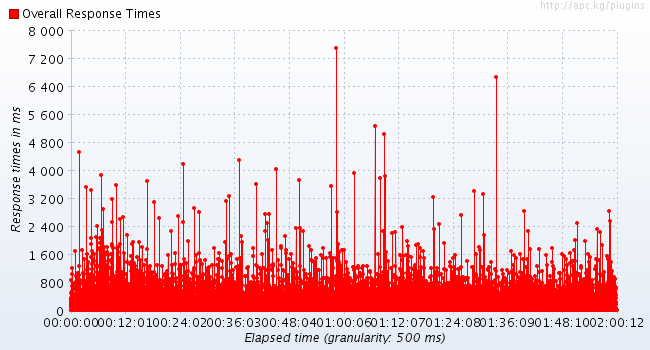 http://apc.kg/plugins
Overall Response Times
8 000
7 200
6 400
5 600
4 800
4 000
3 200
2 400
1 600
800
0
Response times in ms
00:00:00 00:12:01 00:24:02 00:36:03 00:48:04 01:00:06 01:12:07 01:24:08 01:36:09 01:48:10 02:00:12
Elapsed time (granularity: 500 ms)